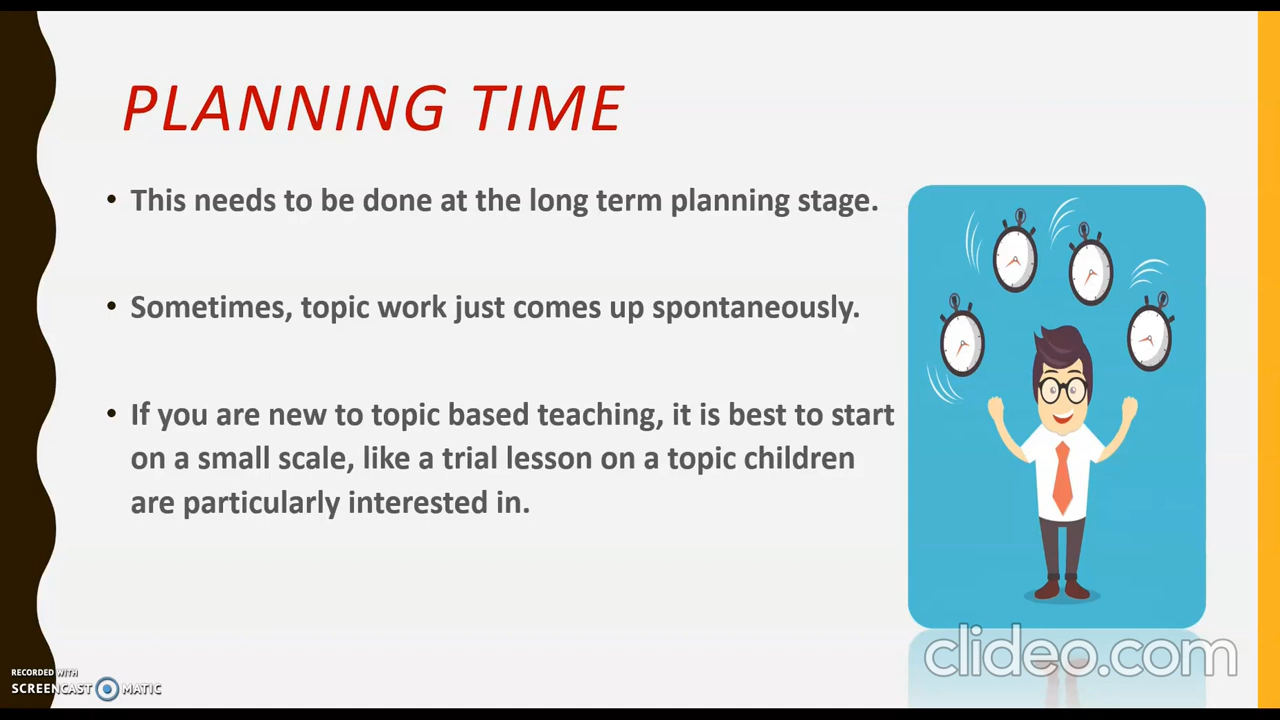 PLANNING TIME
• This needs to be done at the long term planning stage.
• Sometimes, topic work just comes up spontaneously.
• If you are new to topic based teaching, it is best to start
on a small scale, like a trial lesson on a topic children
are particularly interested in.
clideo.com
RECORDED WITH
SCREENCAST MATIC